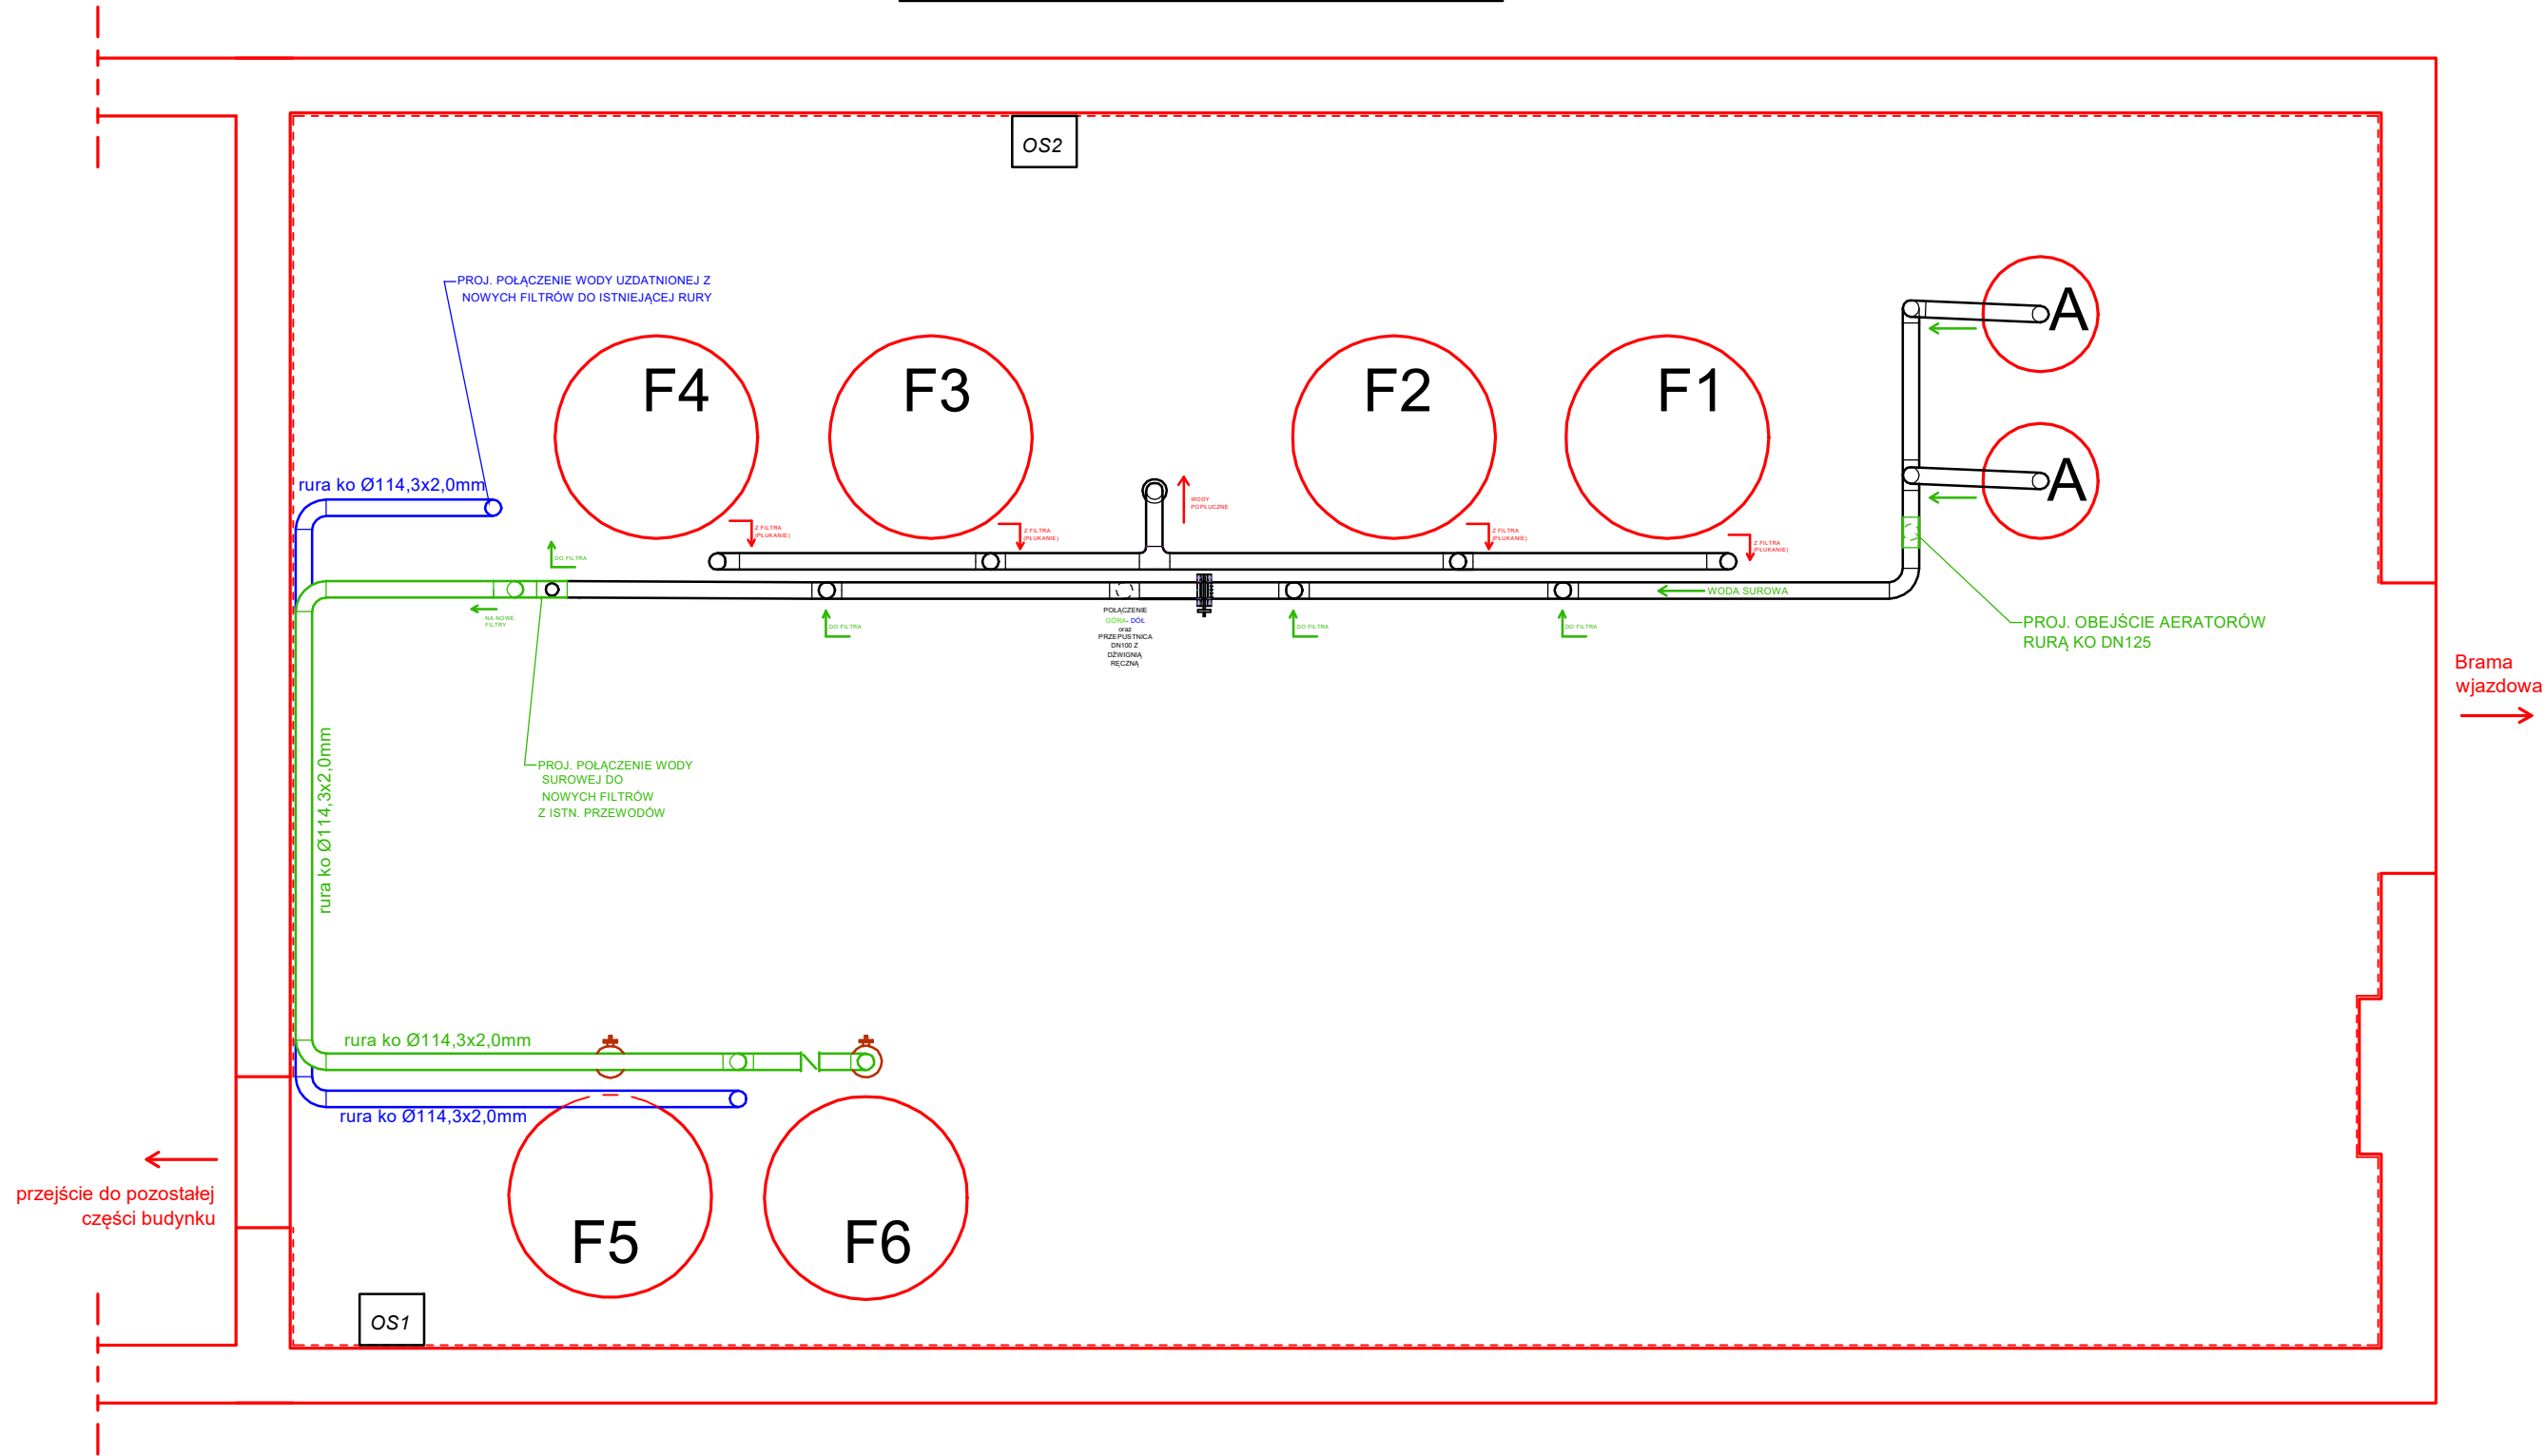 OS2
PROJ. POŁĄCZENIE WODY UZDATNIONEJ Z
NOWYCH FILTRÓW DO ISTNIEJĄCEJ RURY
A
F4
F3
F2
F1
A
rura ko Ø114,3x2,0mm
WODY
POPŁUCZNE
Z FILTRA
(PŁUKANIE)
Z FILTRA
(PŁUKANIE)
Z FILTRA
(PŁUKANIE)
Z FILTRA
(PŁUKANIE)
DO FILTRA
WODA SUROWA
NA NOWE
FILTRY
DO FILTRA
POŁĄCZENIE
GÓRA- DÓŁ
oraz
PRZEPUSTNICA
DN100 Z
DŹWIGNIĄ
RĘCZNĄ
DO FILTRA
DO FILTRA
PROJ. OBEJŚCIE AERATORÓW
RURĄ KO DN125
Brama
wjazdowa
PROJ. POŁĄCZENIE WODY
SUROWEJ DO
NOWYCH FILTRÓW
Z ISTN. PRZEWODÓW
rura ko Ø114,3x2,0mm
rura ko Ø114,3x2,0mm
rura ko Ø114,3x2,0mm
przejście do pozostałej
części budynku
F5
F6
OS1